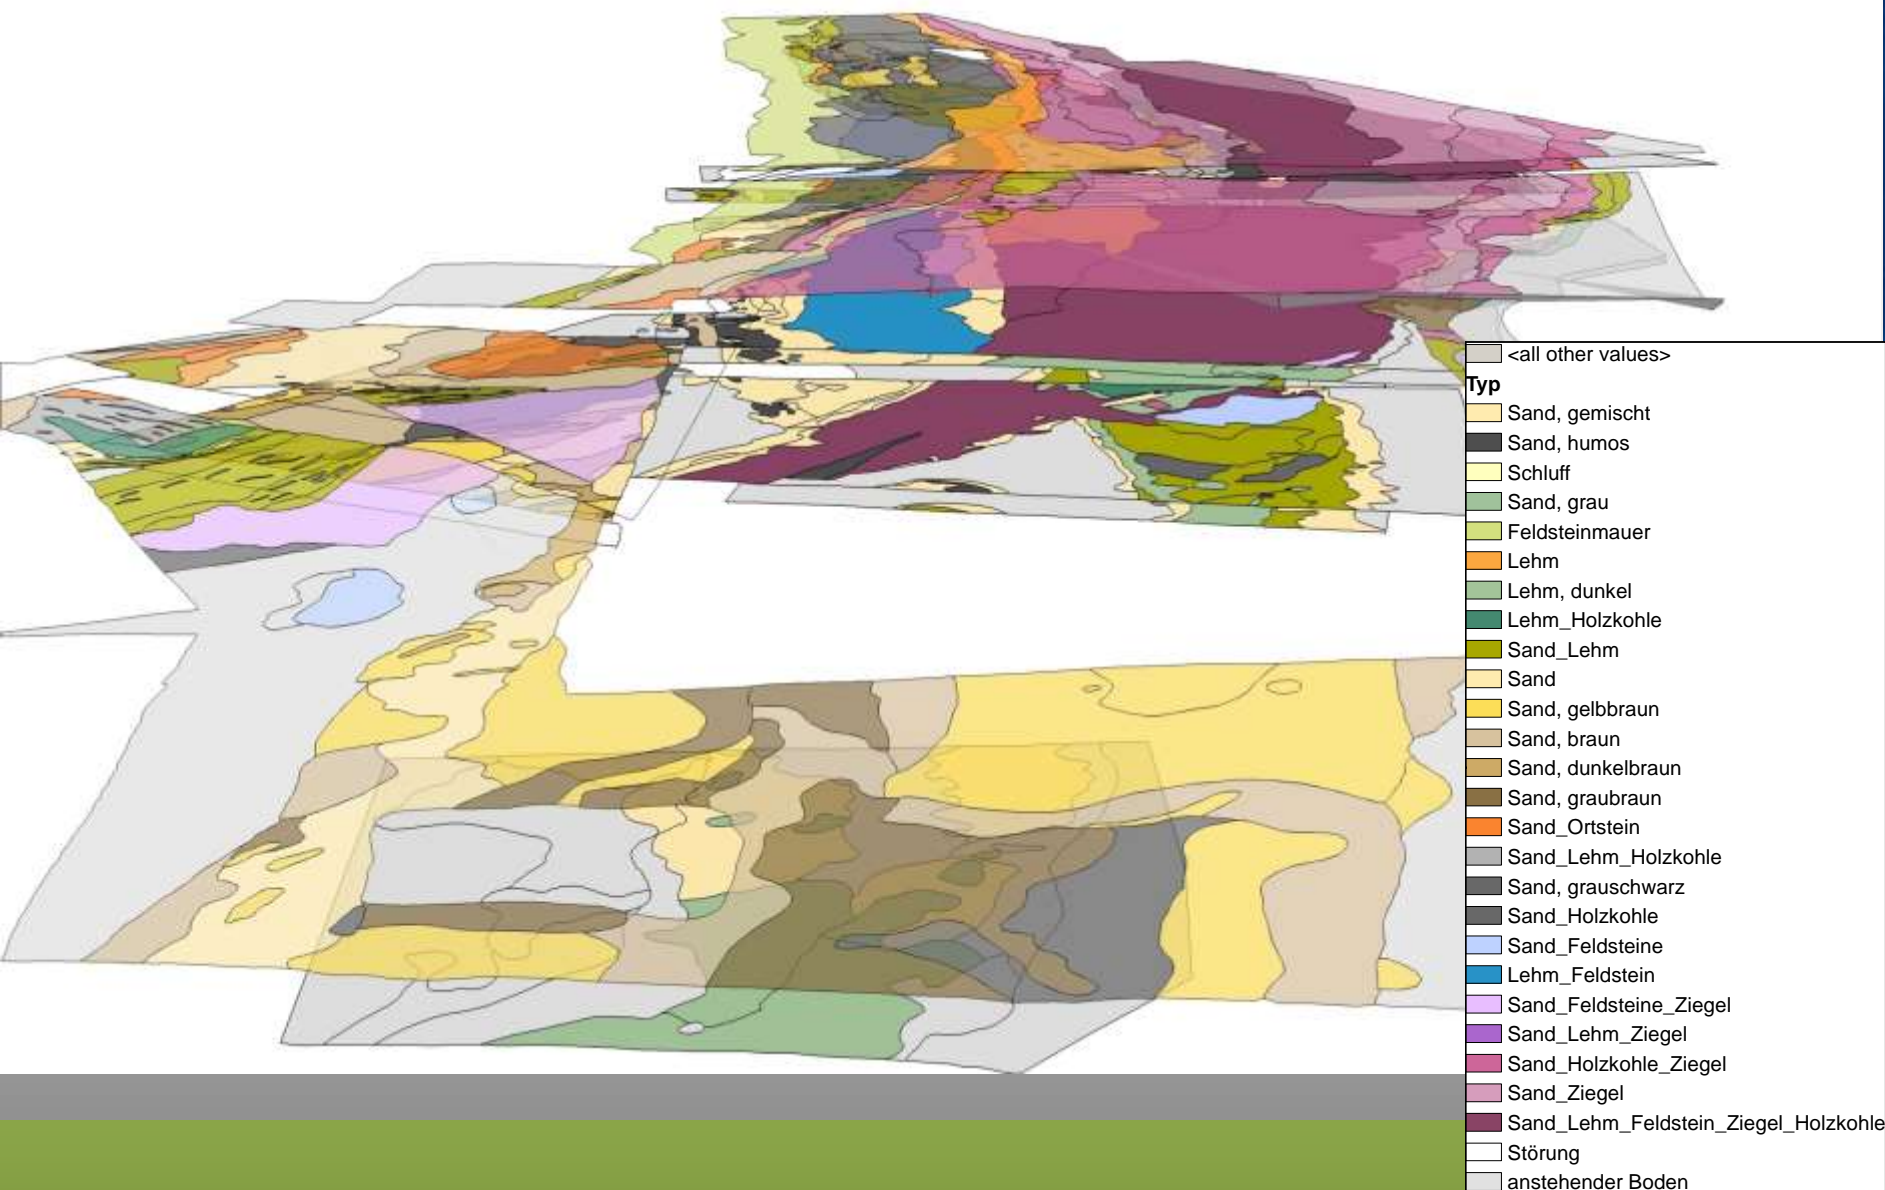 <all other values>
Typ
Sand, gemischt
Sand, humos
Schluff
Sand, grau
Feldsteinmauer
Lehm
Lehm, dunkel
Lehm_Holzkohle
Sand_Lehm
Sand
Sand, gelbbraun
Sand, braun
Sand, dunkelbraun
Sand, graubraun
Sand_Ortstein
Sand_Lehm_Holzkohle
Sand, grauschwarz
Sand_Holzkohle
Sand_Feldsteine
Lehm_Feldstein
Sand_Feldsteine_Ziegel
Sand_Lehm_Ziegel
Sand_Holzkohle_Ziegel
Sand_Ziegel
Sand_Lehm_Feldstein_Ziegel_Holzkohle
Störung
anstehender Boden